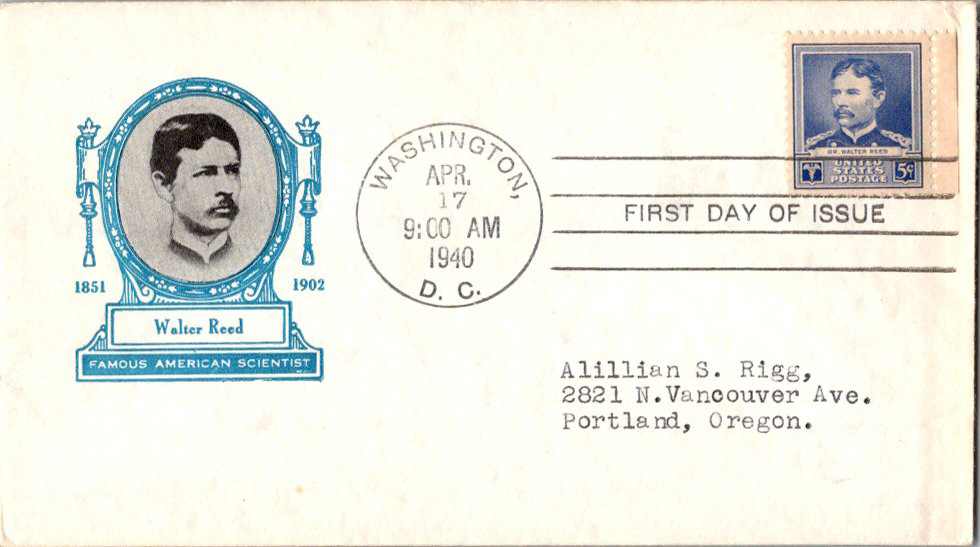 1851
1902
Walter Reed
FAMOUS AMERICAN SCIENTIST
WASHINGTON,
APR.
17
9:00 AM
1940
D. C.
DR. WALTER REED
UNITED
STATES
POSTAGE
5¢
FIRST DAY OF ISSUE
Alillian S. Rigg,
2821 N.Vancouver Ave.
Portland, Oregon.